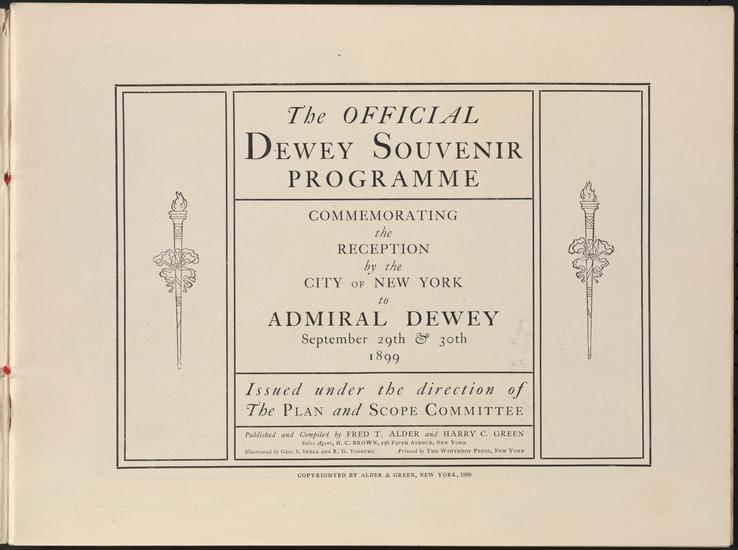 The OFFICIAL
DEWEY SOUVENIR
PROGRAMME
COMMEMORATING
the
RECEPTION
by the
CITY OF NEW YORK
to
ADMIRAL DEWEY
September 29th & 30th
1899
Issued under the direction of
The PLAN and SCOPE COMMITTEE
Published and Compiled by FRED T. ALDER and HARRY C. GREEN
Sales Agent, H. C. BROWN, 156 FIFTH AVENUE, NEW YORK
Illustrated by GEO. S. SHELL and R. G. VOSBURG Printed by THE WINTHROP PRESS, NEW YORK
COPYRIGHTED BY ALDER & GREEN, NEW YORK, 1899